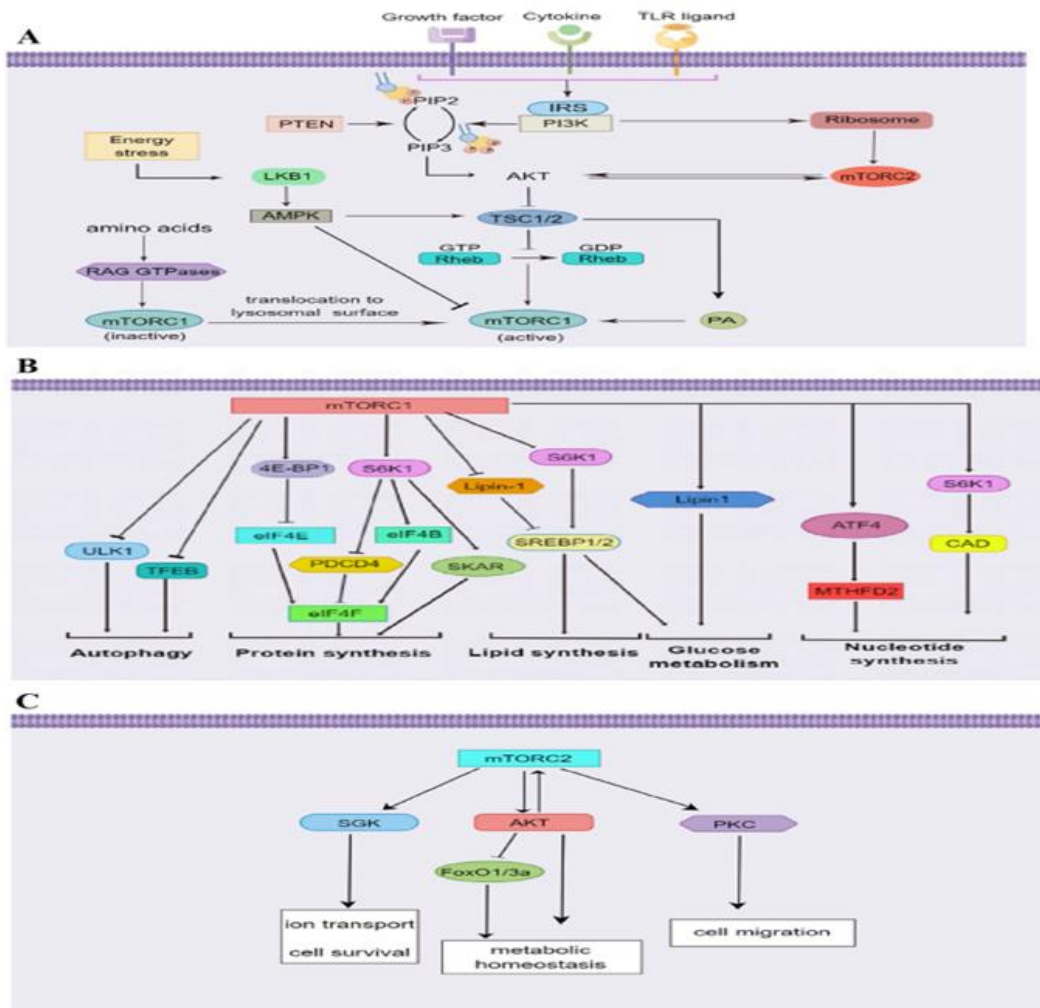 A
Growth factor
Cytokine
TLR ligand
PIP2
IRS
PTEN
PI3K
Ribosome
Energy
stress
PIP3
LKB1
AKT
mTORC2
AMPK
TSC1/2
amino acids
GTP
GDP
Rheb
Rheb
RAG GTPases
translocation to
lysosomal surface
mTORC1
(inactive)
mTORC1
(active)
PA
B
mTORC1
4E-BP1
S6K1
S6K1
Lipin-1
Lipin1
S6K1
ULK1
TFEB
eIF4E
eIF4B
PDCD4
SKAR
SREBP1/2
ATF4
CAD
eIF4F
MTHFD2
Autophagy
Protein synthesis
Lipid synthesis
Glucose
metabolism
Nucleotide
synthesis
C
mTORC2
SGK
AKT
PKC
FoxO1/3a
ion transport
cell survival
metabolic
homeostasis
cell migration